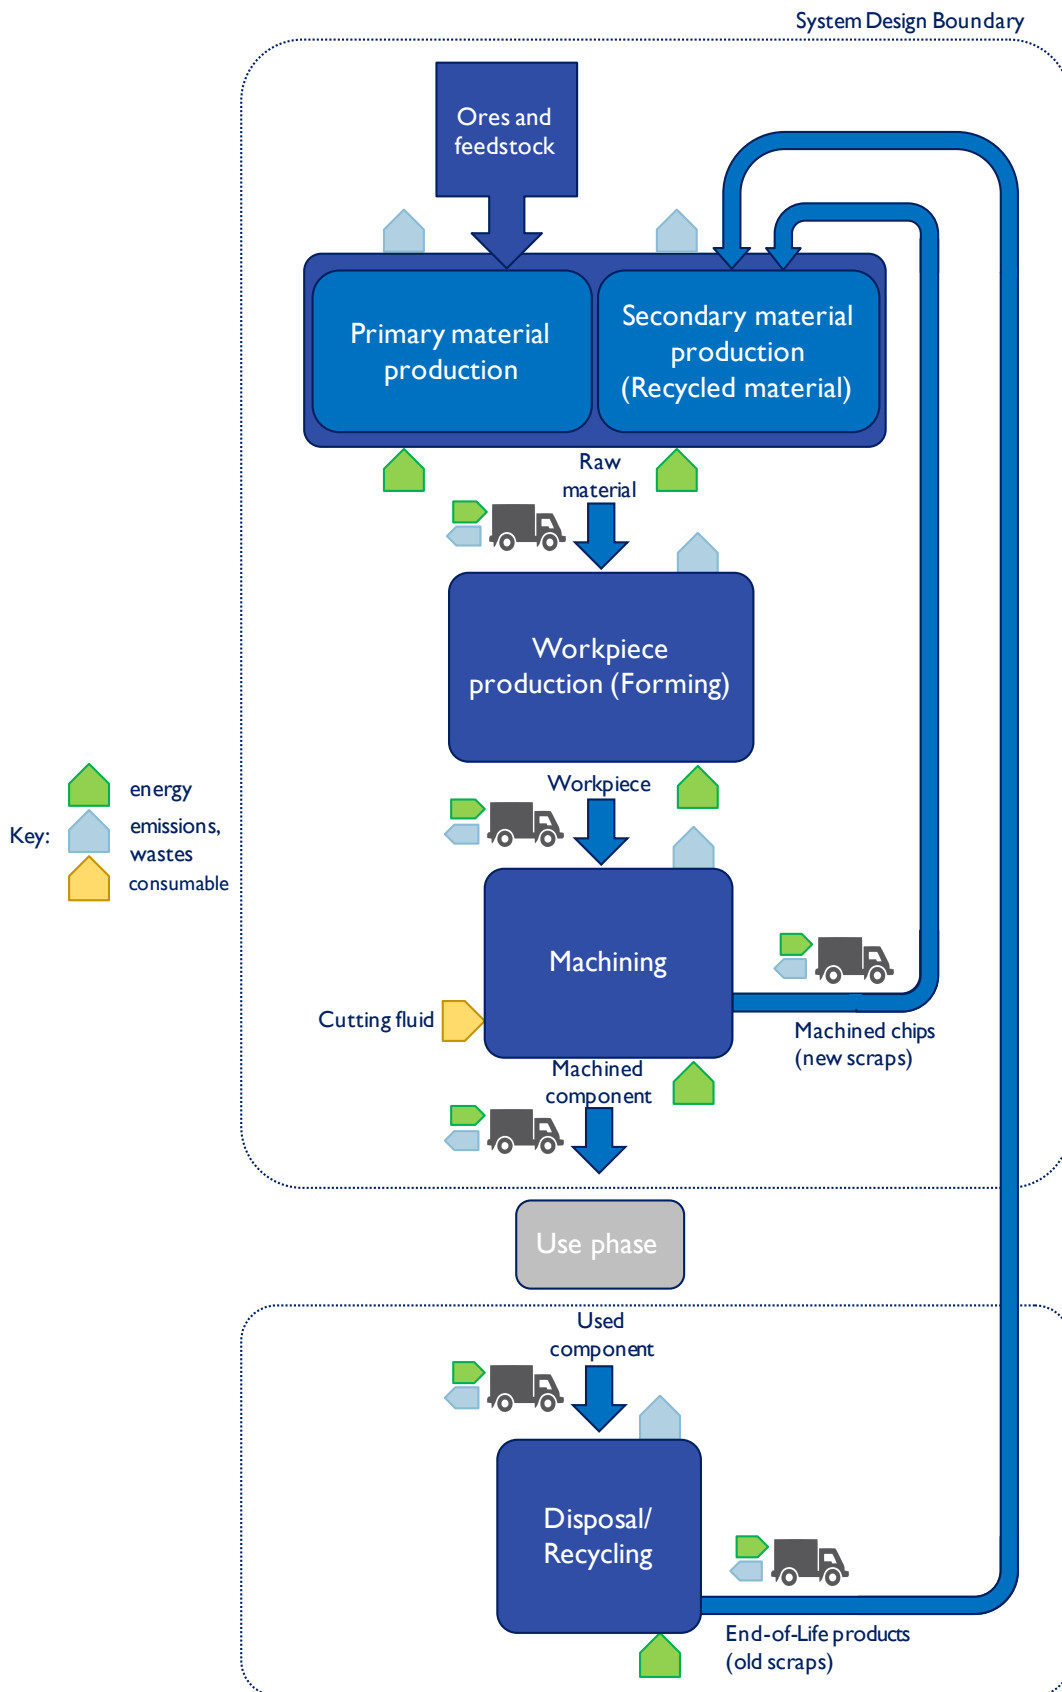 System Design Boundary
Ores and
feedstock
Primary material
production
Secondary material
production
(Recycled material)
Raw
material
Workpiece
production (Forming)
Workpiece
Key:
energy
emissions,
wastes
consumable
Machining
Cutting fluid
Machined chips
(new scraps)
Machined
component
Use phase
Used
component
Disposal/
Recycling
End-of-Life products
(old scraps)